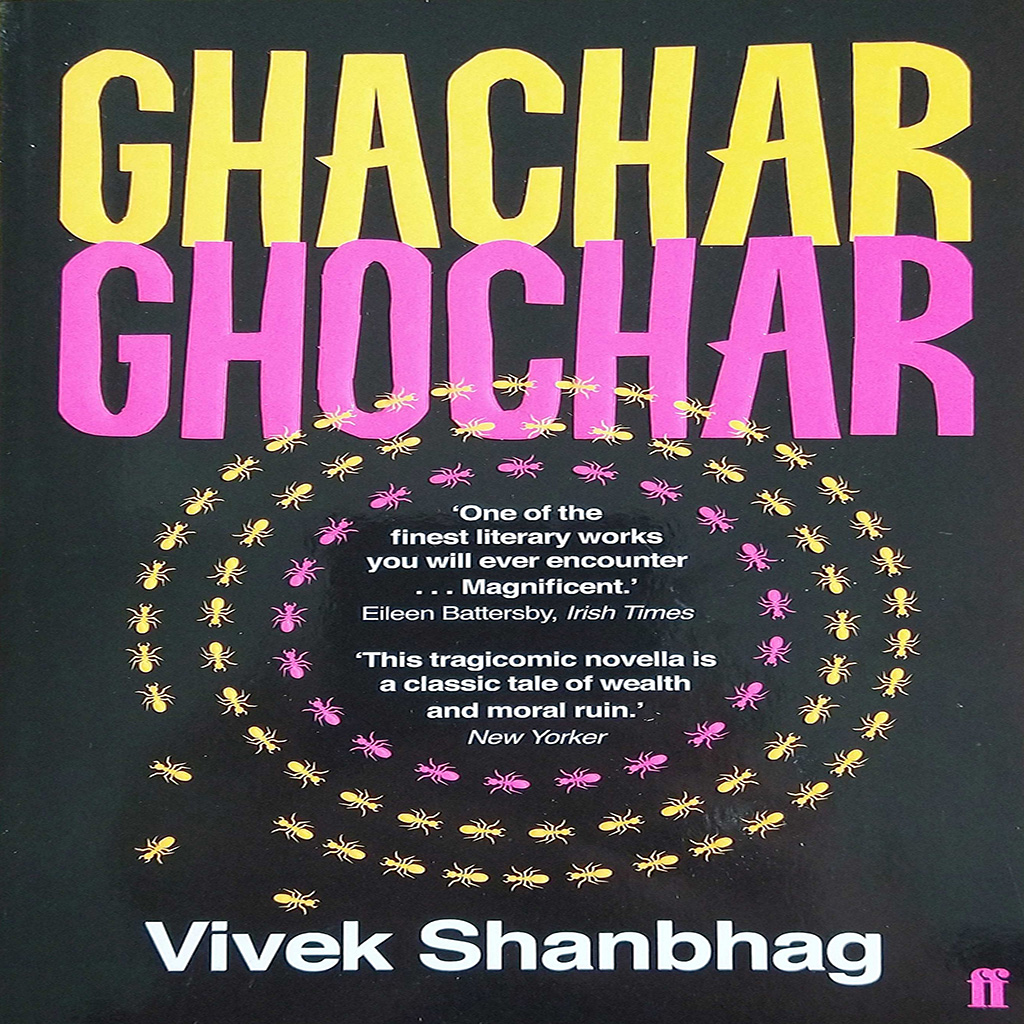 GHACHAR
GHOCHAR
‘One of the
finest literary works
you will ever encounter
. . . Magnificent.’
Eileen Battersby, Irish Times
‘This tragicomic novella is
a classic tale of wealth
and moral ruin.’
New Yorker
Vivek Shanbhag
ff